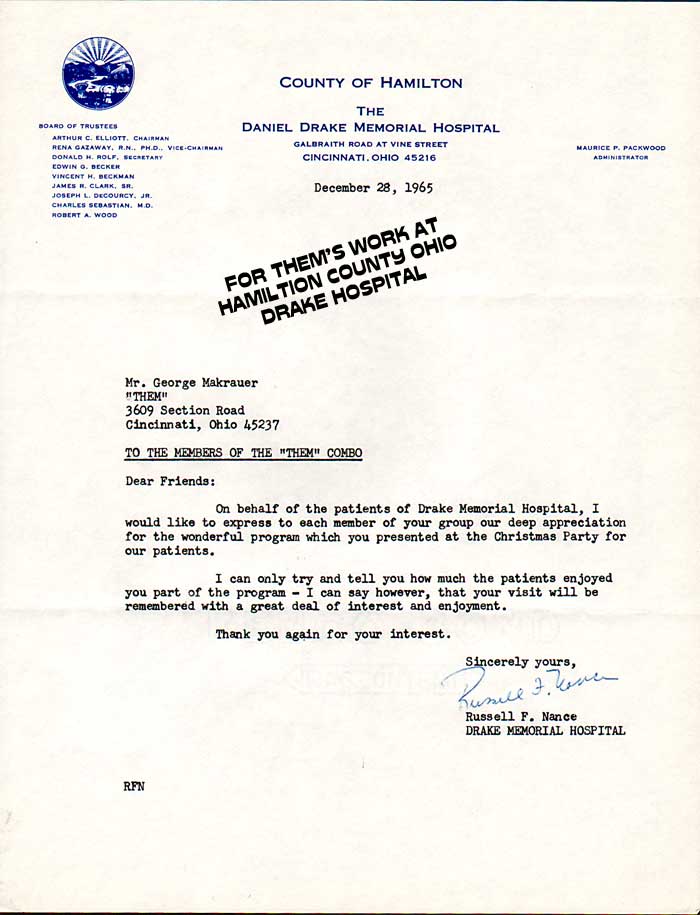 COUNTY OF HAMILTON
THE
DANIEL DRAKE MEMORIAL HOSPITAL
GALBRAITH ROAD AT VINE STREET
CINCINNATI, OHIO 45216
BOARD OF TRUSTEES
ARTHUR C. ELLIOTT, CHAIRMAN
RENA GAZAWAY, R.N., PH.D., VICE-CHAIRMAN
DONALD H. ROLF, SECRETARY
EDWIN G. BECKER
VINCENT H. BECKMAN
JAMES R. CLARK, SR.
JOSEPH L. DECOURCY, JR.
CHARLES SEBASTIAN, M.D.
ROBERT A. WOOD
MAURICE P. PACKWOOD
ADMINISTRATOR
December 28, 1965
FOR THEM'S WORK AT
HAMILTION COUNTY OHIO
DRAKE HOSPITAL
Mr. George Makrauer
"THEM"
3609 Section Road
Cincinnati, Ohio 45237
TO THE MEMBERS OF THE "THEM" COMBO
Dear Friends:
On behalf of the patients of Drake Memorial Hospital, I
would like to express to each member of your group our deep appreciation
for the wonderful program which you presented at the Christmas Party for
our patients.
I can only try and tell you how much the patients enjoyed
you part of the program - I can say however, that your visit will be
remembered with a great deal of interest and enjoyment.
Thank you again for your interest.
Sincerely yours,
Russell F. Nance
Russell F. Nance
DRAKE MEMORIAL HOSPITAL
RFN